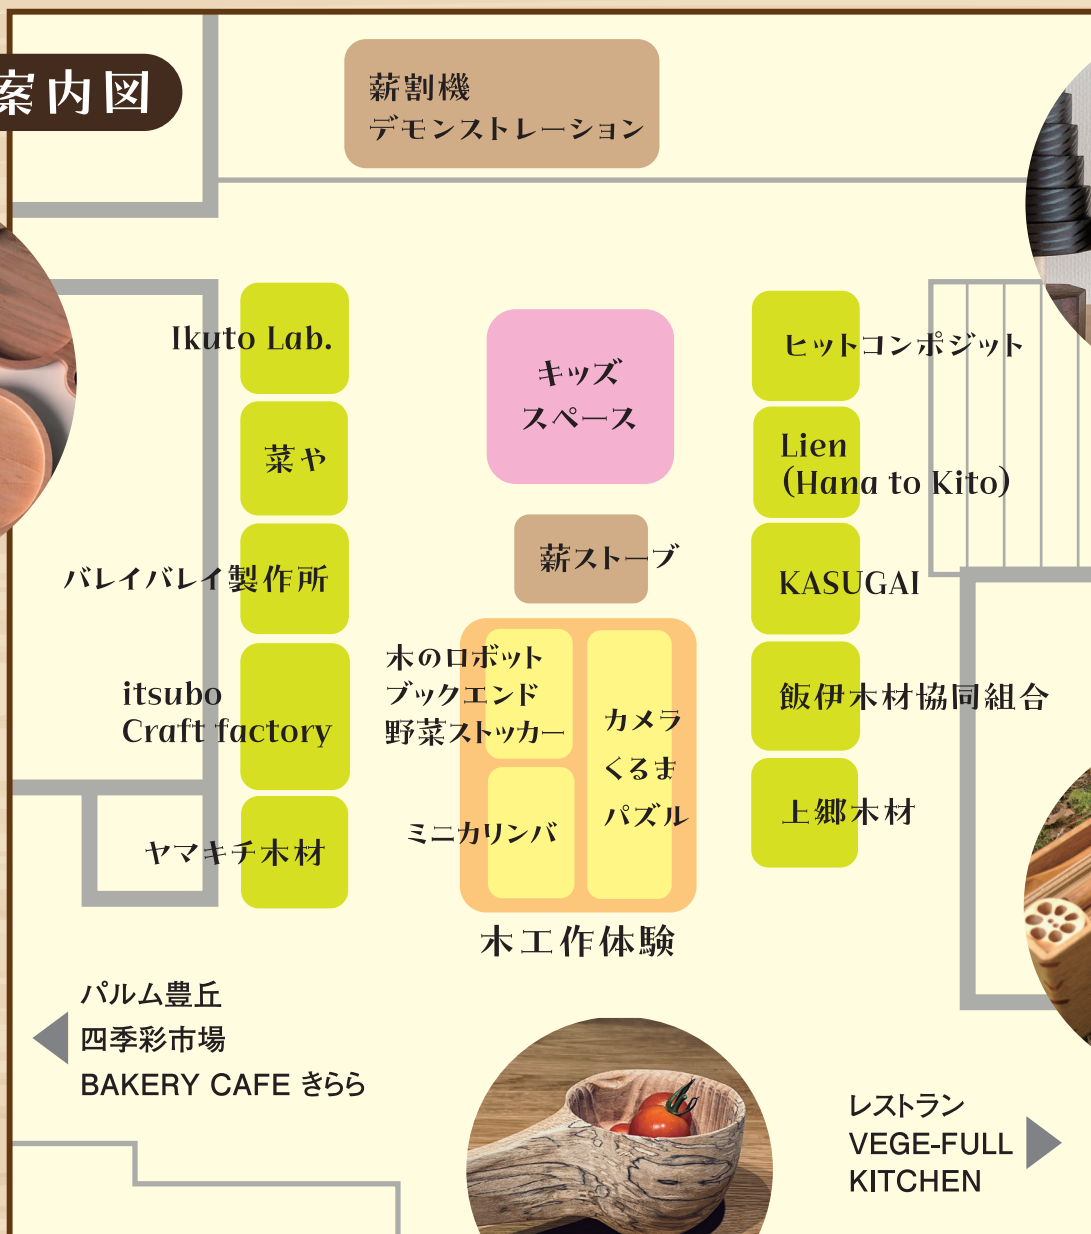 案内図
薪割機
デモンストレーション
Ikuto Lab.
菜や
バレイバレイ製作所
itsubo
Craft factory
ヤマキチ木材
キッズ
スペース
薪ストーブ
木のロボット
ブックエンド
野菜ストッカー
ミニカリンバ
カメラ
くるま
パズル
木工作体験
ヒットコンポジット
Lien
(Hana to Kito)
KASUGAI
飯伊木材協同組合
上郷木材
パルム豊丘
四季彩市場
BAKERY CAFE きらら
レストラン
VEGE-FULL
KITCHEN